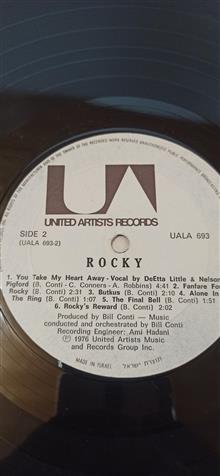 UA
UNITED ARTISTS RECORDS
SIDE 2
UALA 693
(UALA 693-2)
ROCKY
1. You Take My Heart Away - Vocal by DeEtta Little & Nelson
Pigford (B. Conti - C. Conners - A. Robbins) 4:41 2. Fanfare For
Rocky (B. Conti) 2:35 3. Butkus (B. Conti) 2:10 4. Alone In
The Ring (B. Conti) 1:07 5. The Final Bell (B. Conti) 1:51
6. Rocky's Reward (B. Conti) 2:02
Produced by Bill Conti — Music
conducted and orchestrated by Bill Conti
Recording Engineer: Ami Hadani
Ⓟ 1976 United Artists Music
and Records Group Inc.
MADE IN ISRAEL
תוצרת ישראל